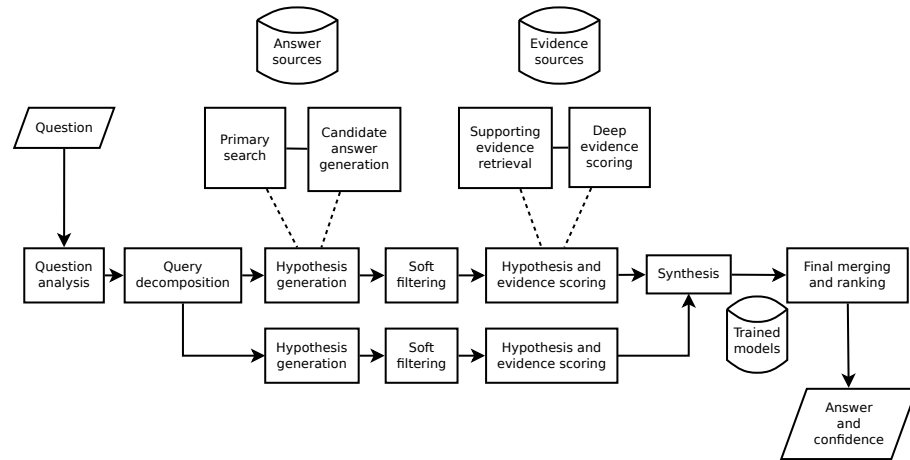 Answer
sources
Evidence
sources
Question
Primary
search
Candidate
answer
generation
Supporting
evidence
retrieval
Deep
evidence
scoring
Question
analysis
Query
decomposition
Hypothesis
generation
Soft
filtering
Hypothesis and
evidence scoring
Synthesis
Final merging
and ranking
Trained
models
Hypothesis
generation
Soft
filtering
Hypothesis and
evidence scoring
Answer
and
confidence